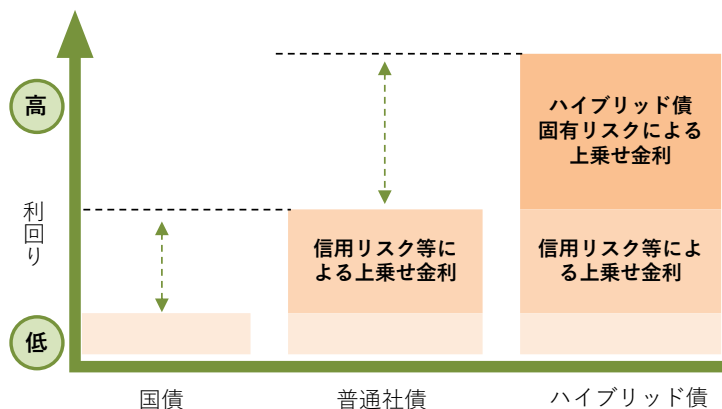 高
利回り
低
ハイブリッド債
固有リスクによる
上乗せ金利
信用リスク等に
よる上乗せ金利
信用リスク等によ
る上乗せ金利
国債
普通社債
ハイブリッド債